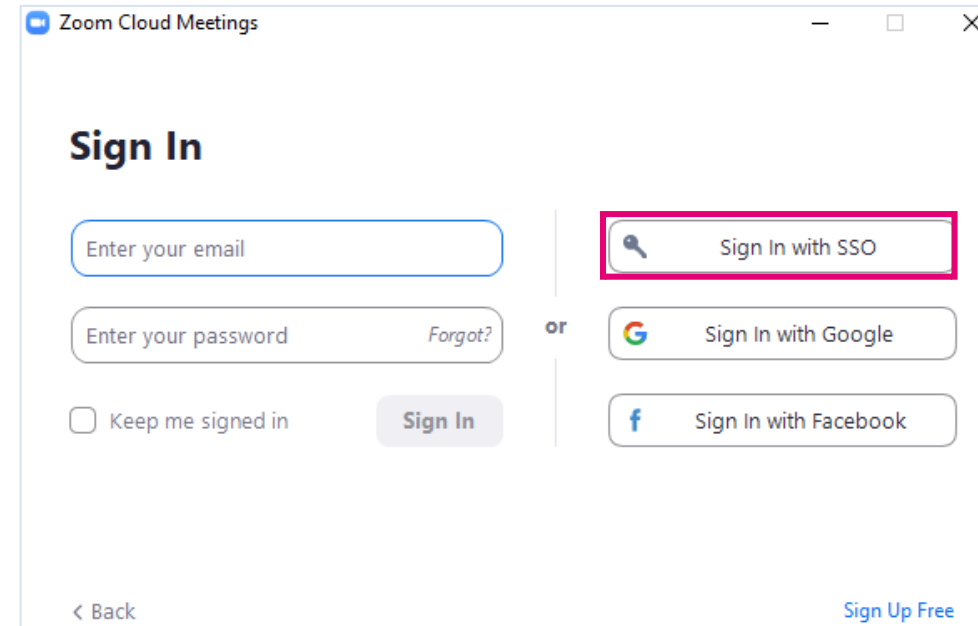 Zoom Cloud Meetings
Sign In
Enter your email
Enter your password
Forgot?
Keep me signed in
Sign In
or
Sign In with SSO
Sign In with Google
Sign In with Facebook
Back
Sign Up Free